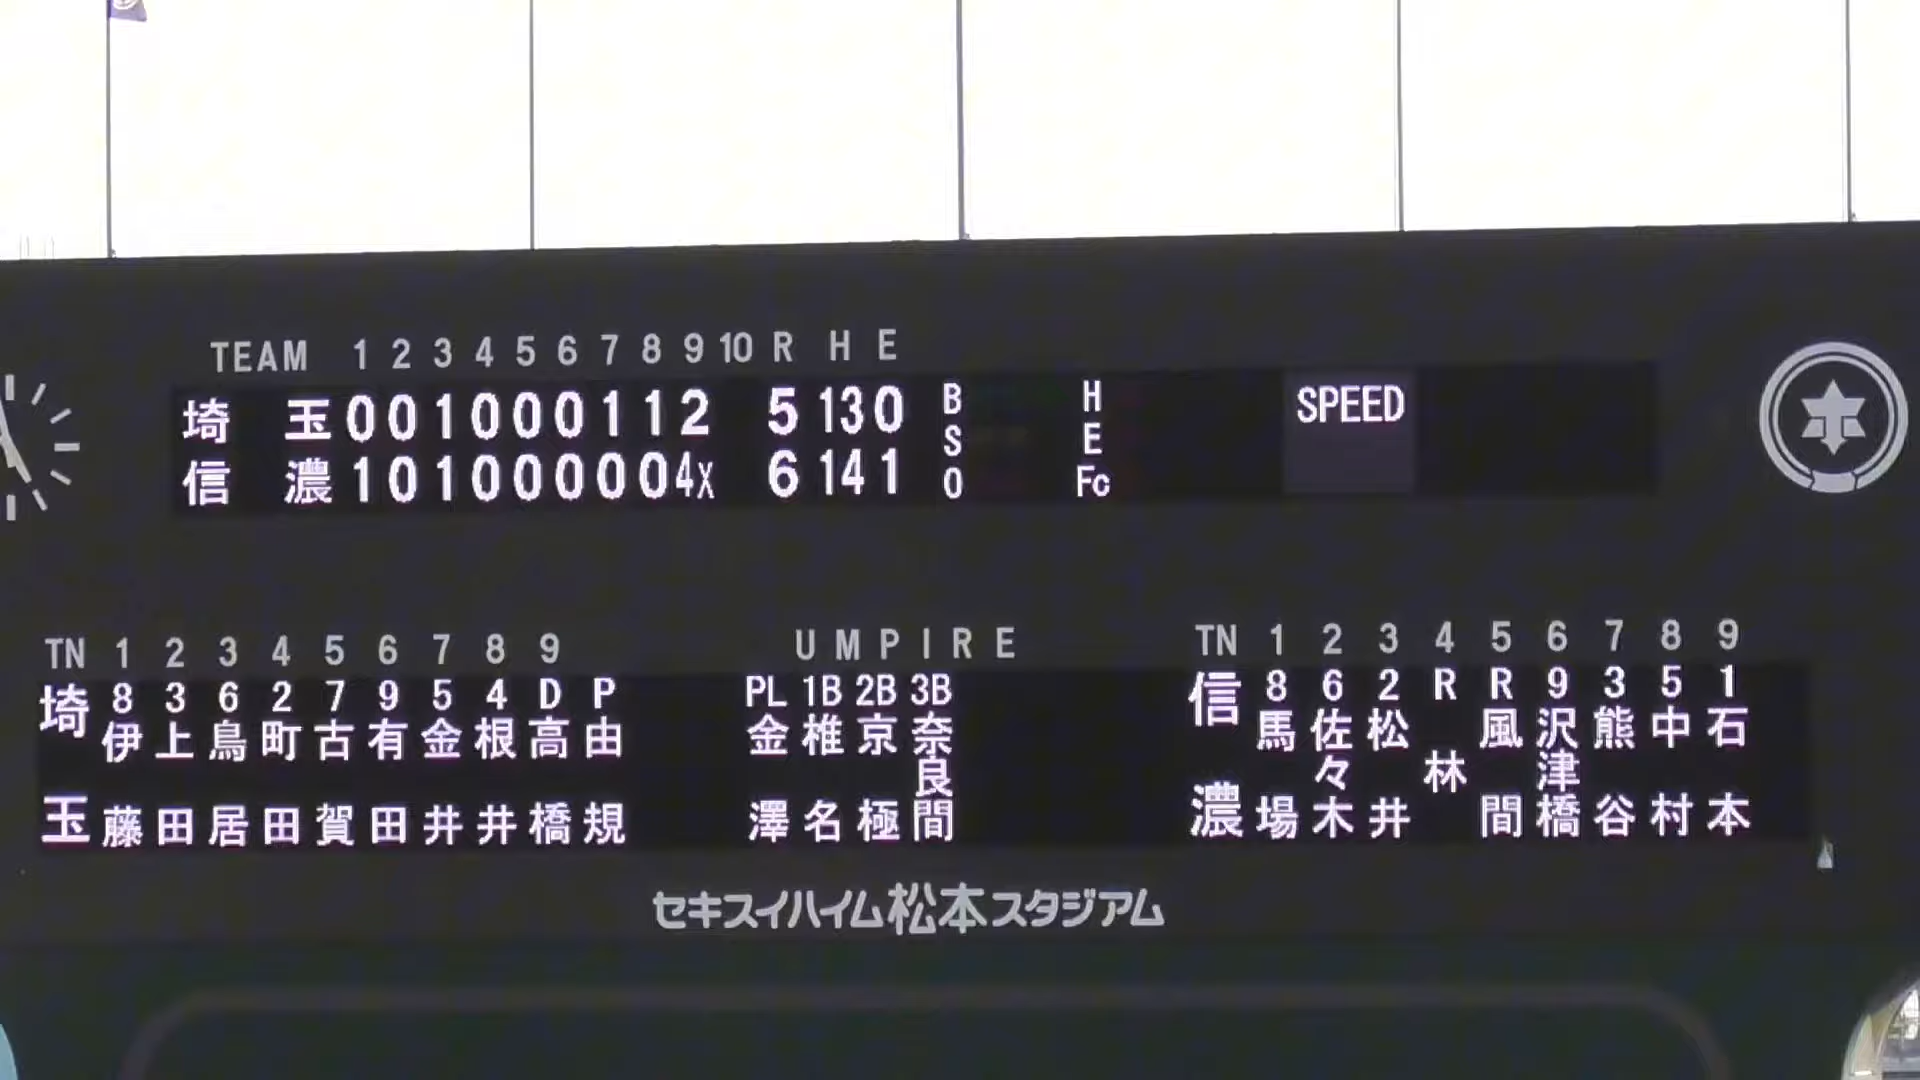 TEAM 1 2 3 4 5 6 7 8 9 10 R H E
埼玉 0 0 1 0 0 0 1 1 2 5 13 0
信濃 1 0 1 0 0 0 0 0 4X 6 14 1
B
S
O
H
E
Fc
SPEED
TN 1 2 3 4 5 6 7 8 9
埼玉 8 3 6 2 7 9 5 4 D P
伊藤 上田 鳥居 町田 古賀 有田 金井 根井 高橋 由規
UMPIRE
PL 1B 2B 3B
金澤 椎名 京極 奈良間
TN 1 2 3 4 5 6 7 8 9
信濃 8 6 2 R R 9 3 5 1
馬場 佐々木 松井 林 風間 沢津橋 熊谷 中村 石本
セキスイハイム松本スタジアム